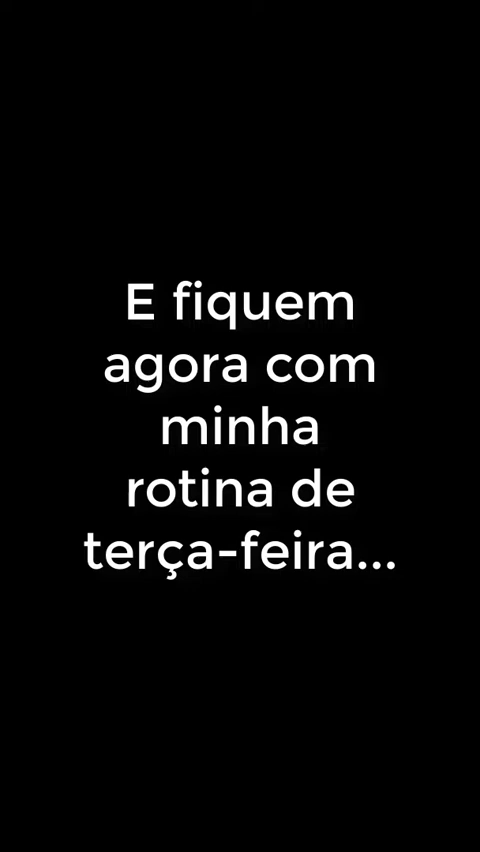 E fiquem
agora com
minha
rotina de
terça-feira...